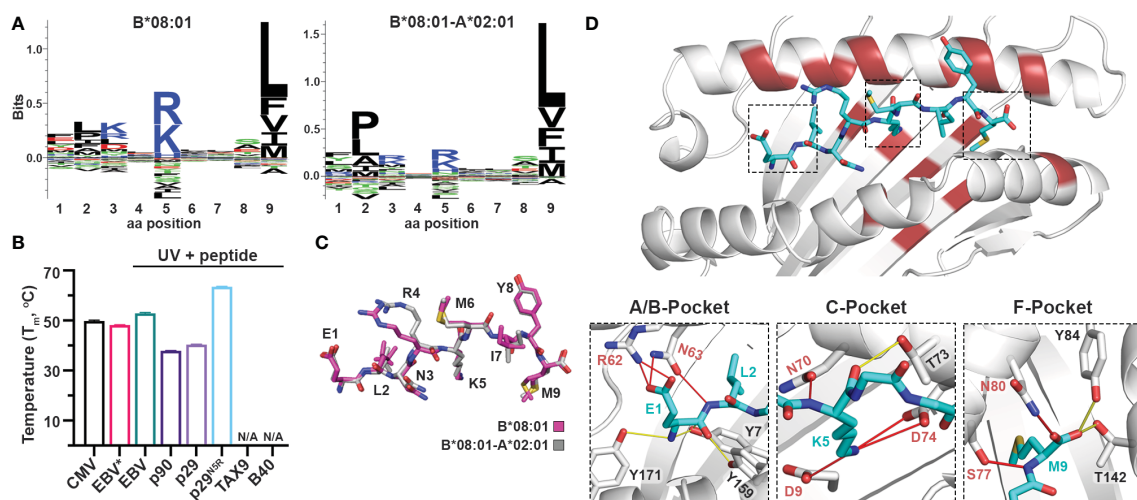 A
B*08:01
B*08:01-A*02:01
D
Bits
1.0
0.5
0.0
1.5
1.0
0.5
0.0
R
K
K
R
L
F
V
I
M
P
L
A
I
M
R
R
K
L
V
F
I
M
A
1 2 3 4 5 6 7 8 9
aa position
1 2 3 4 5 6 7 8 9
aa position
B
UV + peptide
Temperature (Tm, °C)
70
50
30
10
N/A N/A
CMV
EBV*
EBV
p90
p29
p29N5R
TAX9
B40
C
E1
L2
R4
N3
M6
K5
I7
Y8
M9
B*08:01
B*08:01-A*02:01
A/B-Pocket
R62
N63
L2
E1
Y7
Y171
Y159
C-Pocket
N70
T73
K5
D74
D9
F-Pocket
Y84
N80
M9
S77
T142